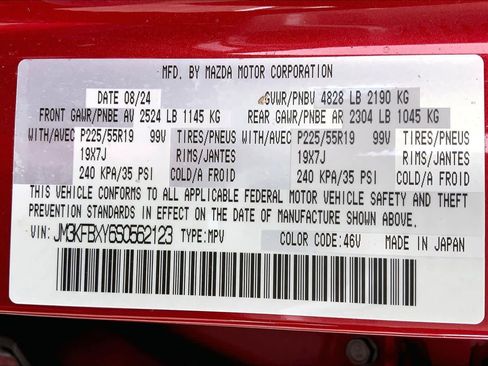 MFD. BY MAZDA MOTOR CORPORATION
DATE 08/24 GVWR/PNBV 4828 LB 2190 KG
FRONT GAWR/PNBE AV 2524 LB 1145 KG REAR GAWR/PNBE AR 2304 LB 1045 KG
WITH/AVEC P225/55R19 99V TIRES/PNEUS WITH/AVEC P225/55R19 99V TIRES/PNEUS
19X7J RIMS/JANTES 19X7J RIMS/JANTES
240 KPA/35 PSI COLD/A FROID 240 KPA/35 PSI COLD/A FROID
THIS VEHICLE CONFORMS TO ALL APPLICABLE FEDERAL MOTOR VEHICLE SAFETY AND THEFT
PREVENTION STANDARDS IN EFFECT ON THE DATE OF MANUFACTURE SHOWN ABOVE.
VIN: JM3KFBXY6S0562123 TYPE: MPV COLOR CODE: 46V MADE IN JAPAN